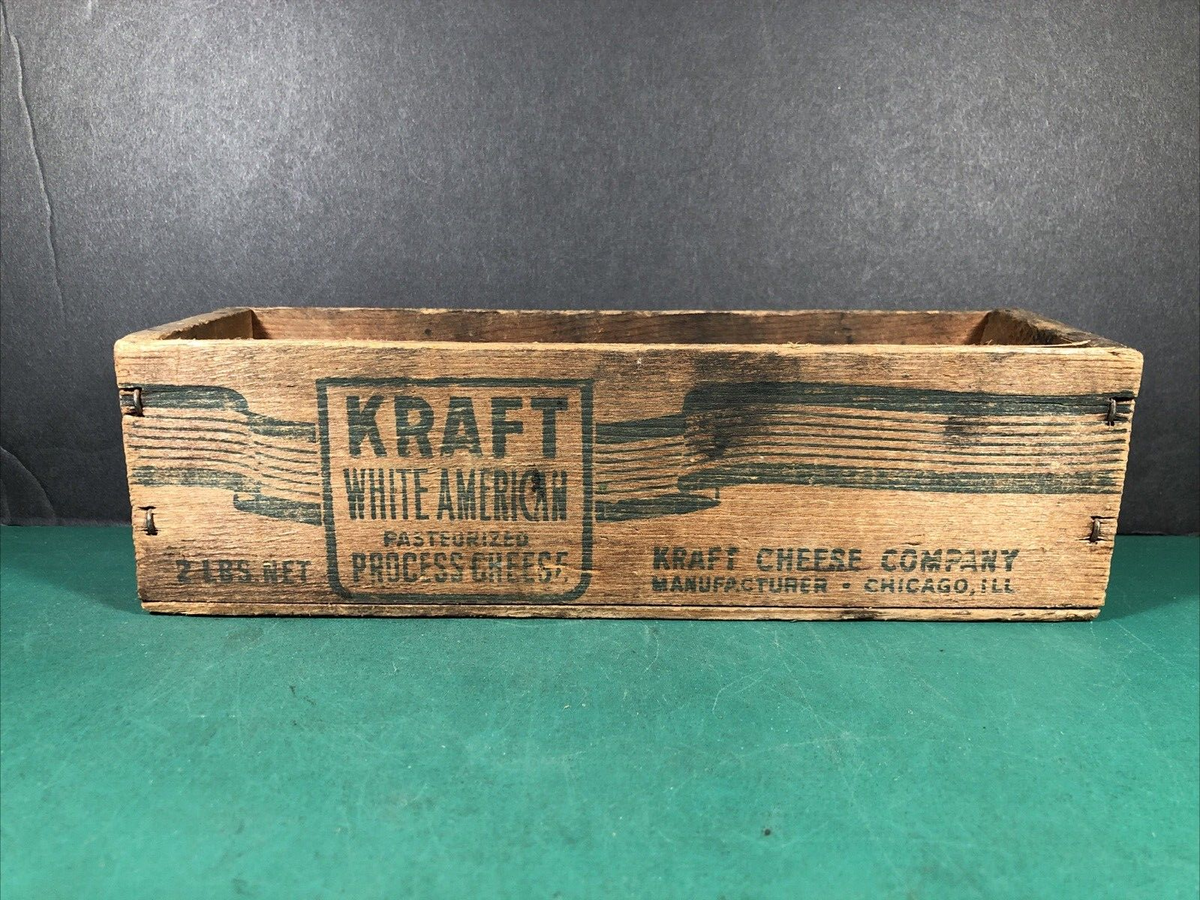 KRAFT
WHITE AMERICAN
PASTEURIZED
PROCESS CHEESE
2 LBS. NET
KRAFT CHEESE COMPANY
MANUFACTURER - CHICAGO, ILL